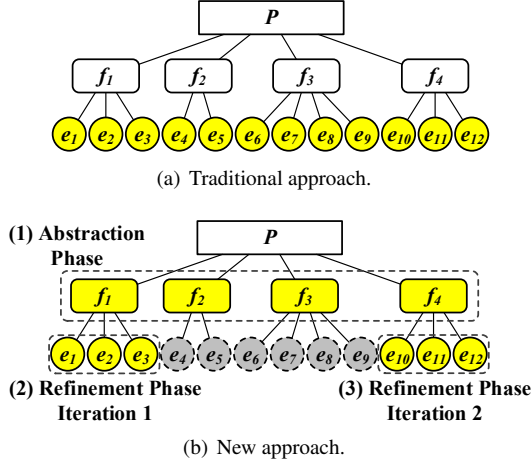 P
f1 f2 f3 f4
e1 e2 e3 e4 e5 e6 e7 e8 e9 e10 e11 e12
(a) Traditional approach.
(1) Abstraction
Phase
P
f1 f2 f3 f4
e1 e2 e3 e4 e5 e6 e7 e8 e9 e10 e11 e12
(2) Refinement Phase
Iteration 1
(3) Refinement Phase
Iteration 2
(b) New approach.